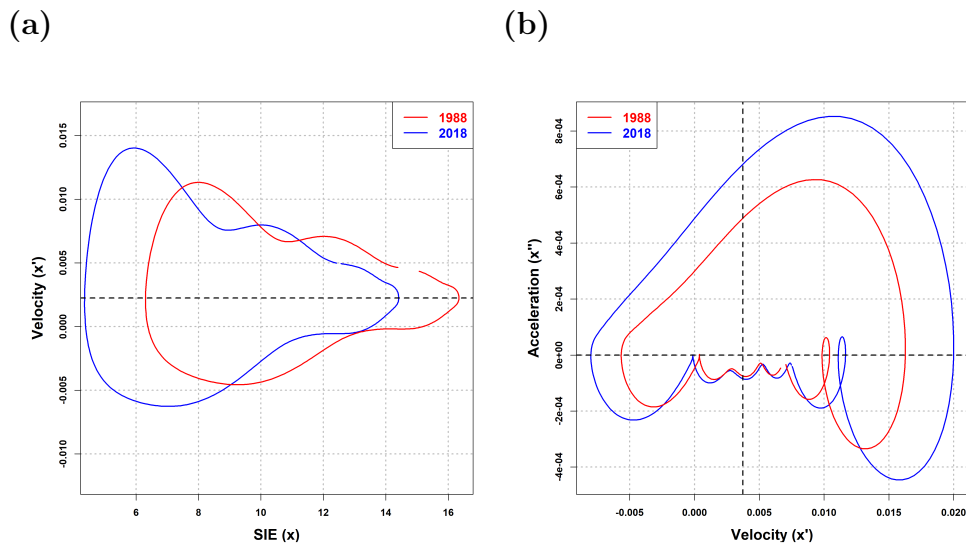 (a)
(b)
1988
2018
0.015
0.010
0.005
0.000
-0.005
-0.010
Velocity (x')
4 6 8 10 12 14 16
SIE (x)
1988
2018
8e-04
6e-04
4e-04
2e-04
0e+00
-2e-04
-4e-04
Acceleration (x'')
-0.005 0.000 0.005 0.010 0.015 0.020
Velocity (x')